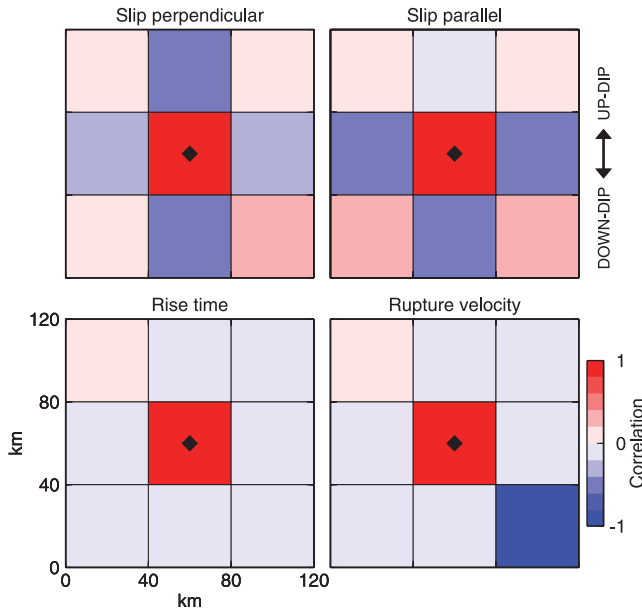 Slip perpendicular
Slip parallel
UP-DIP
DOWN-DIP
Rise time
Rupture velocity
120
80
40
0
km
0
40
80
120
km
1
0
-1
Correlation